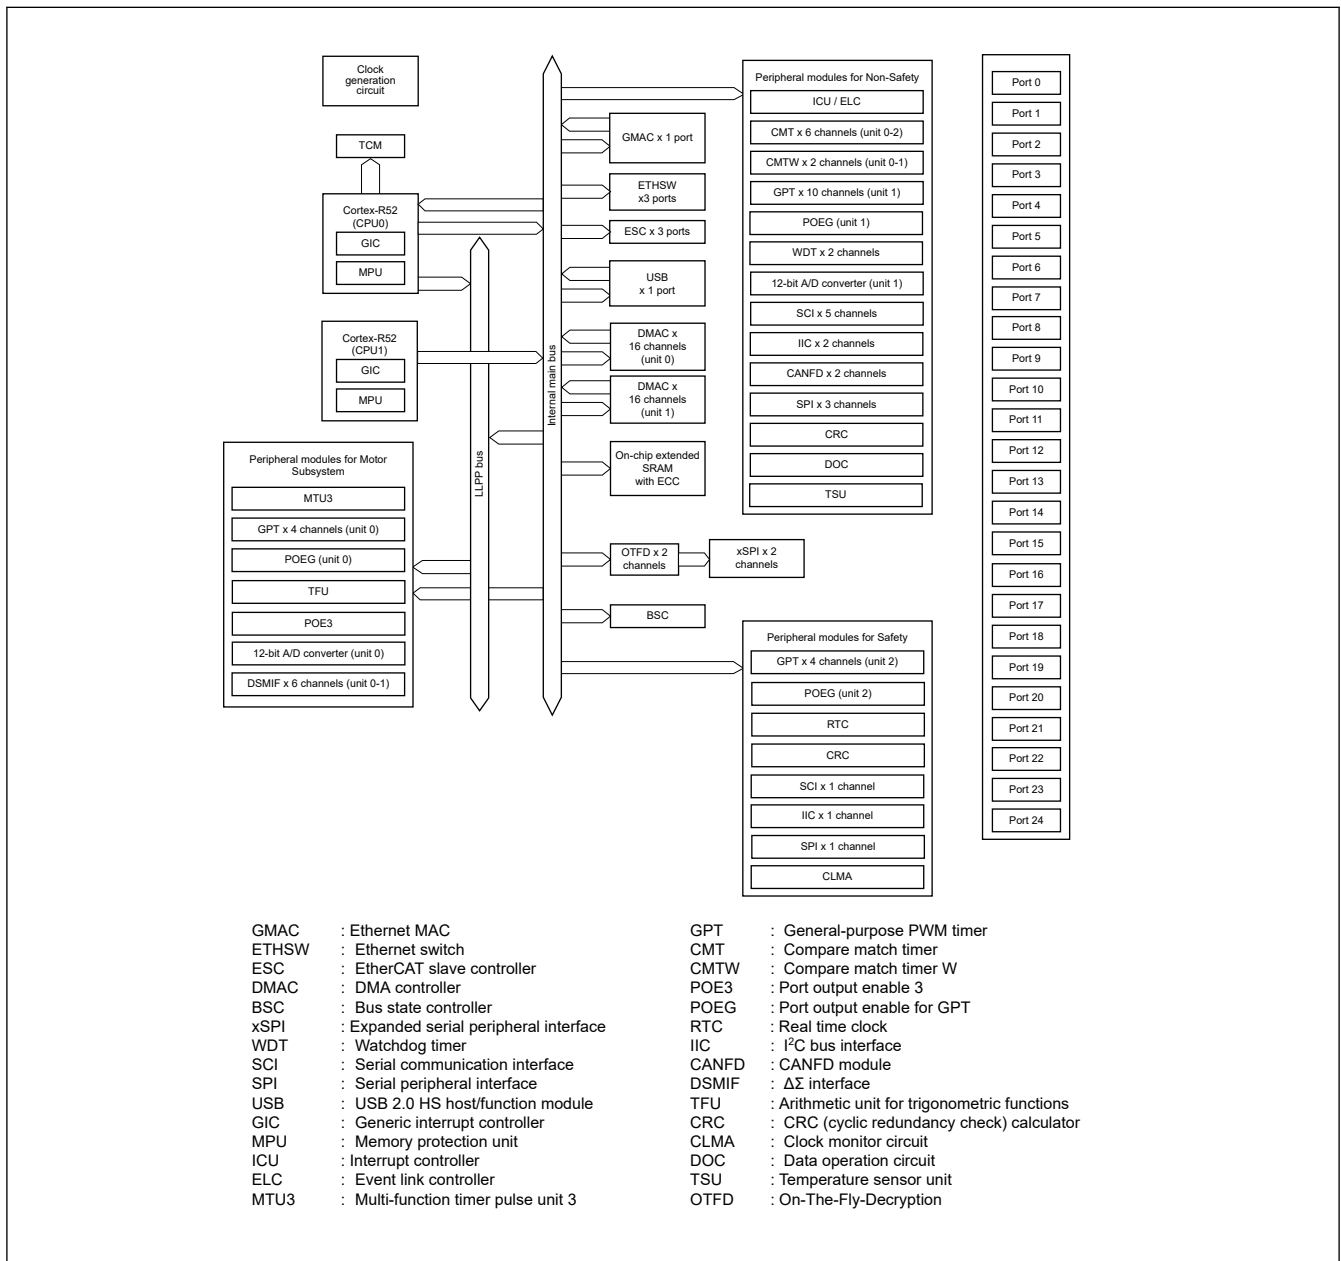 Clock
generation
circuit
TCM
Cortex-R52
(CPU0)
GIC
MPU
Cortex-R52
(CPU1)
GIC
MPU
Peripheral modules for Motor
Subsystem
MTU3
GPT x 4 channels (unit 0)
POEG (unit 0)
TFU
POE3
12-bit A/D converter (unit 0)
DSMIF x 6 channels (unit 0-1)
LLPP bus
Internal main bus
GMAC x 1 port
ETHSW
x3 ports
ESC x 3 ports
USB
x 1 port
DMAC x
16 channels
(unit 0)
DMAC x
16 channels
(unit 1)
On-chip extended
SRAM
with ECC
OTFD x 2
channels
xSPI x 2
channels
BSC
Peripheral modules for Non-Safety
ICU / ELC
CMT x 6 channels (unit 0-2)
CMTW x 2 channels (unit 0-1)
GPT x 10 channels (unit 1)
POEG (unit 1)
WDT x 2 channels
12-bit A/D converter (unit 1)
SCI x 5 channels
IIC x 2 channels
CANFD x 2 channels
SPI x 3 channels
CRC
DOC
TSU
Peripheral modules for Safety
GPT x 4 channels (unit 2)
POEG (unit 2)
RTC
CRC
SCI x 1 channel
IIC x 1 channel
SPI x 1 channel
CLMA
Port 0
Port 1
Port 2
Port 3
Port 4
Port 5
Port 6
Port 7
Port 8
Port 9
Port 10
Port 11
Port 12
Port 13
Port 14
Port 15
Port 16
Port 17
Port 18
Port 19
Port 20
Port 21
Port 22
Port 23
Port 24
GMAC : Ethernet MAC
ETHSW : Ethernet switch
ESC : EtherCAT slave controller
DMAC : DMA controller
BSC : Bus state controller
xSPI : Expanded serial peripheral interface
WDT : Watchdog timer
SCI : Serial communication interface
SPI : Serial peripheral interface
USB : USB 2.0 HS host/function module
GIC : Generic interrupt controller
MPU : Memory protection unit
ICU : Interrupt controller
ELC : Event link controller
MTU3 : Multi-function timer pulse unit 3
GPT : General-purpose PWM timer
CMT : Compare match timer
CMTW : Compare match timer W
POE3 : Port output enable 3
POEG : Port output enable for GPT
RTC : Real time clock
IIC : I²C bus interface
CANFD : CANFD module
DSMIF : ΔΣ interface
TFU : Arithmetic unit for trigonometric functions
CRC : CRC (cyclic redundancy check) calculator
CLMA : Clock monitor circuit
DOC : Data operation circuit
TSU : Temperature sensor unit
OTFD : On-The-Fly-Decryption